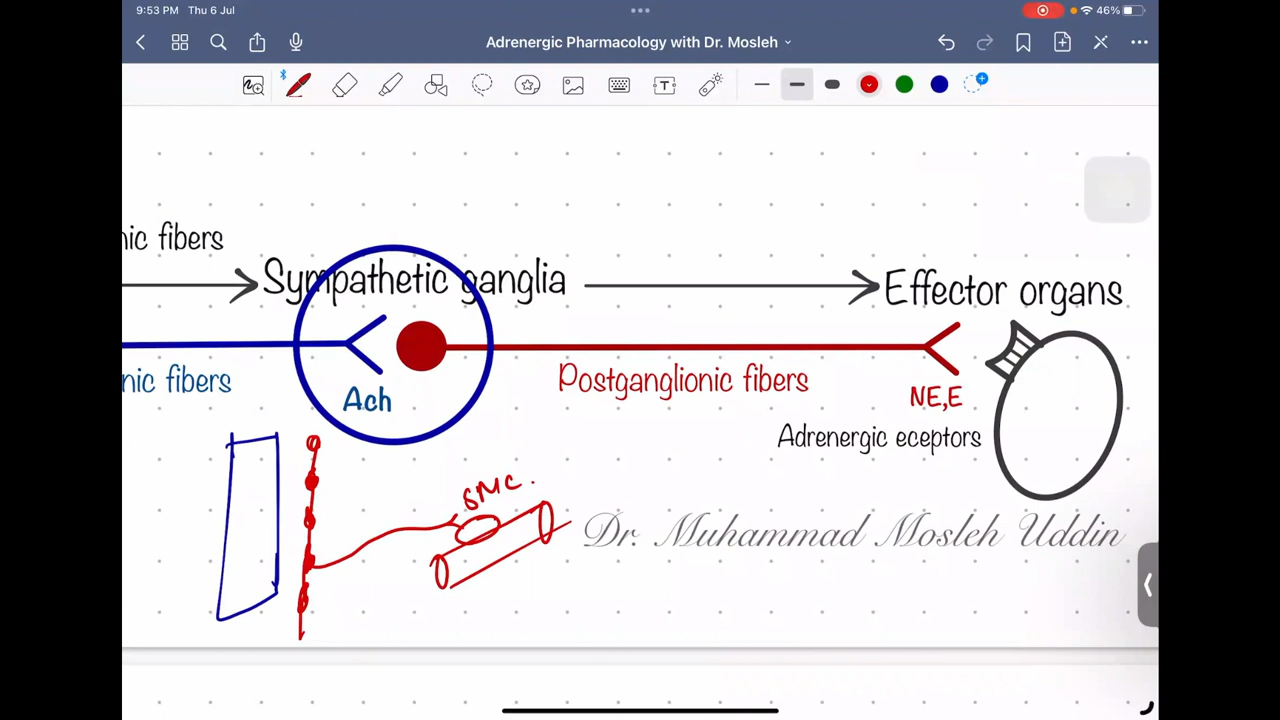 9:53 PM Thu 6 Jul
46%
Adrenergic Pharmacology with Dr. Mosleh
nic fibers
Sympathetic ganglia
Effector organs
nic fibers
Ach
Postganglionic fibers
NE,E
Adrenergic eceptors
SMC.
Dr. Muhammad Mosleh Uddin